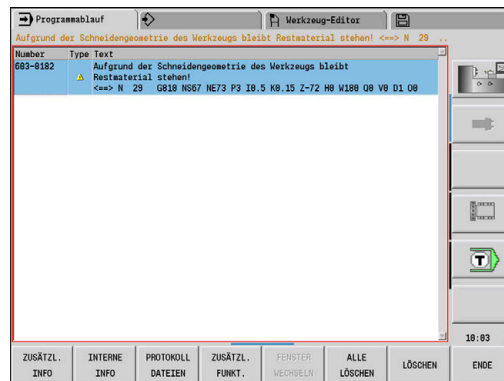 Programmablauf
Werkzeug-Editor
Aufgrund der Schneidengeometrie des Werkzeugs bleibt Restmaterial stehen! <==> N 29 ..
Number Type Text
603-0182 Aufgrund der Schneidengeometrie des Werkzeugs bleibt
Restmaterial stehen!
<==> N 29 G810 NS67 NE73 P3 I0.5 K0.15 Z-72 H0 W180 Q0 V0 D1 O0
T
10:03
ZUSÄTZL. INFO
INTERNE INFO
PROTOKOLL DATEIEN
ZUSÄTZL. FUNKT.
FENSTER WECHSELN
ALLE LÖSCHEN
LÖSCHEN
ENDE